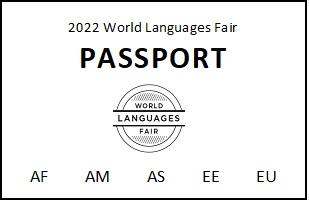 2022 World Languages Fair
PASSPORT
WORLD
LANGUAGES
FAIR
AF AM AS EE EU